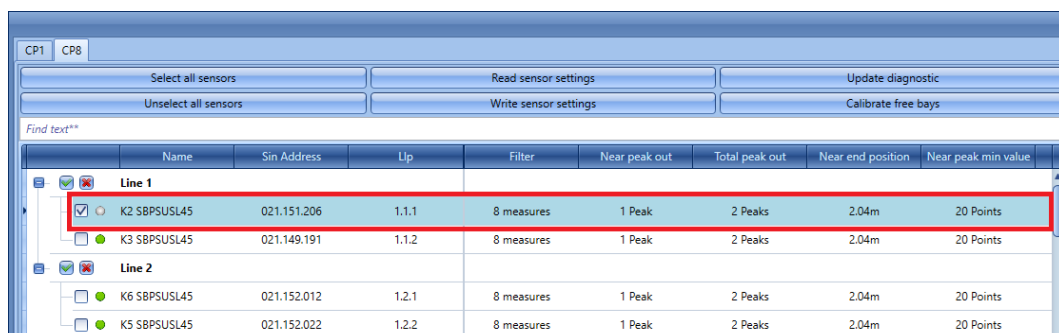 CP1 CP8
Select all sensors Read sensor settings Update diagnostic
Unselect all sensors Write sensor settings Calibrate free bays
Find text**
Name Sin Address Llp Filter Near peak out Total peak out Near end position Near peak min value
Line 1
K2 SBPSUSL45 021.151.206 1.1.1 8 measures 1 Peak 2 Peaks 2.04m 20 Points
K3 SBPSUSL45 021.149.191 1.1.2 8 measures 1 Peak 2 Peaks 2.04m 20 Points
Line 2
K6 SBPSUSL45 021.152.012 1.2.1 8 measures 1 Peak 2 Peaks 2.04m 20 Points
K5 SBPSUSL45 021.152.022 1.2.2 8 measures 1 Peak 2 Peaks 2.04m 20 Points